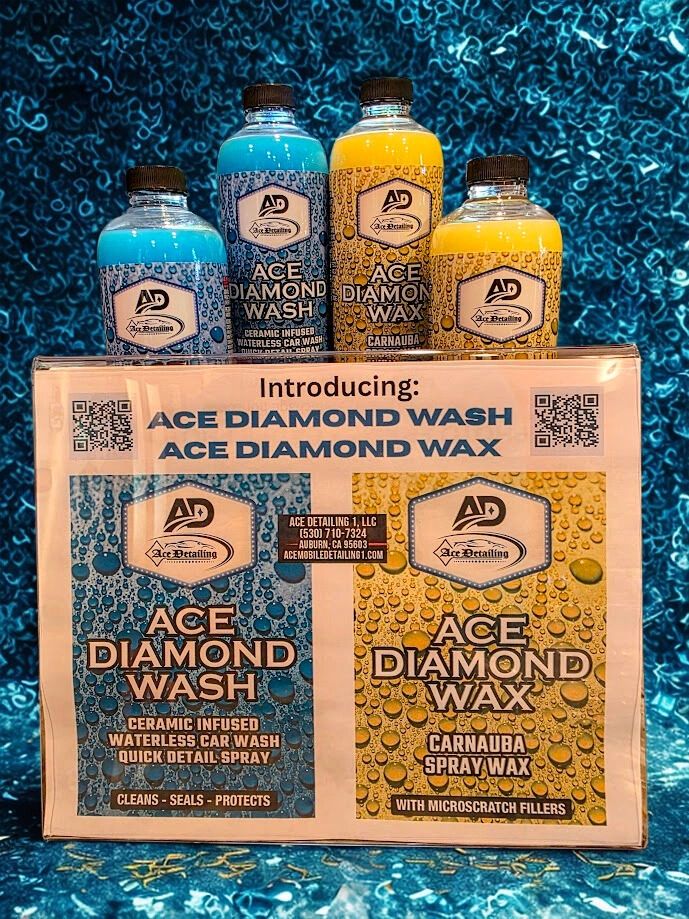 AD
Ace Detailing
ACE
DIAMOND
WASH
CERAMIC INFUSED
WATERLESS CAR WASH
QUICK DETAIL SPRAY
AD
Ace Detailing
ACE
DIAMOND
WAX
CARNAUBA
AD
Ace Detailing
AD
Ace Detailing
Introducing:
ACE DIAMOND WASH
ACE DIAMOND WAX
ACE DETAILING 1, LLC
(530) 710-7324
AUBURN, CA 95603
ACEMOBILEDETAILING1.COM
AD
Ace Detailing
ACE
DIAMOND
WASH
CERAMIC INFUSED
WATERLESS CAR WASH
QUICK DETAIL SPRAY
CLEANS - SEALS - PROTECTS
AD
Ace Detailing
ACE
DIAMOND
WAX
CARNAUBA
SPRAY WAX
WITH MICROSCRATCH FILLERS